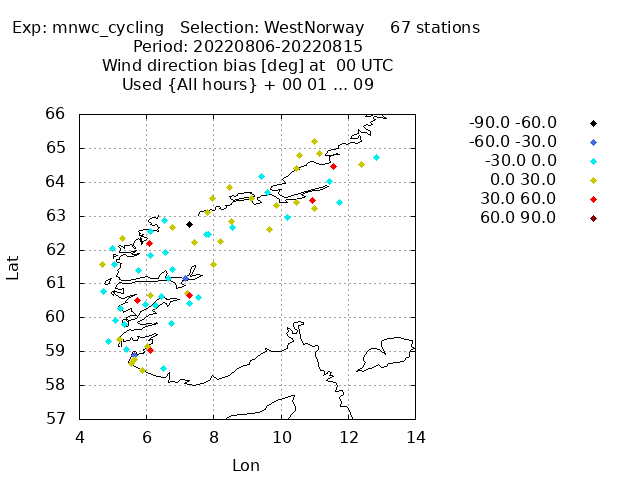 Exp: mnwc_cycling   Selection: WestNorway     67 stations
Period: 20220806-20220815
Wind direction bias [deg] at  00 UTC
Used {All hours} + 00 01 ... 09
-90.0 -60.0
-60.0 -30.0
-30.0 0.0
0.0 30.0
30.0 60.0
60.0 90.0
66
65
64
63
62
61
60
59
58
57
Lat
4 6 8 10 12 14
Lon